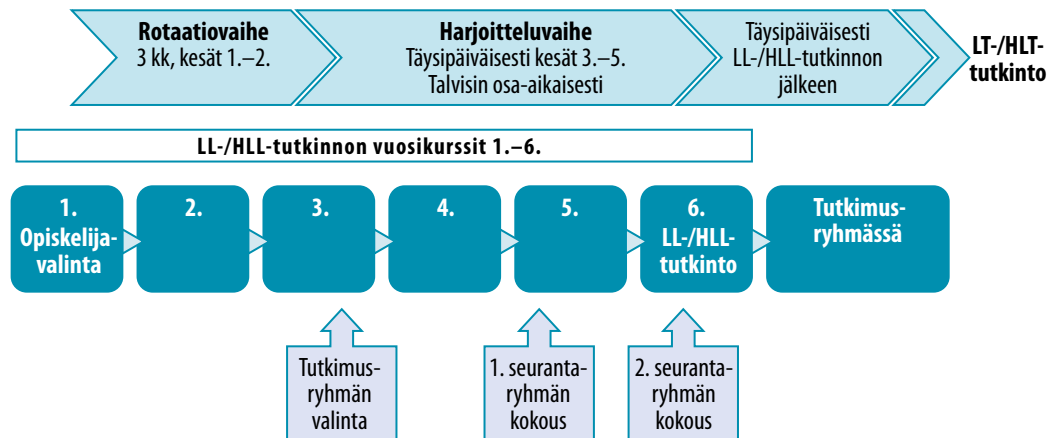 Rotaatiovaihe
3 kk, kesät 1.–2.
Harjoitteluvaihe
Täysipäiväisesti kesät 3.–5.
Talvisin osa-aikaisesti
Täysipäiväisesti
LL-/HLL-tutkinnon
jälkeen
LT-/HLT-
tutkinto
LL-/HLL-tutkinnon vuosikurssit 1.–6.
1.
Opiskelija-
valinta
2.
3.
4.
5.
6.
LL-/HLL-
tutkinto
Tutkimus-
ryhmässä
Tutkimus-
ryhmän
valinta
1. seuranta-
ryhmän
kokous
2. seuranta-
ryhmän
kokous